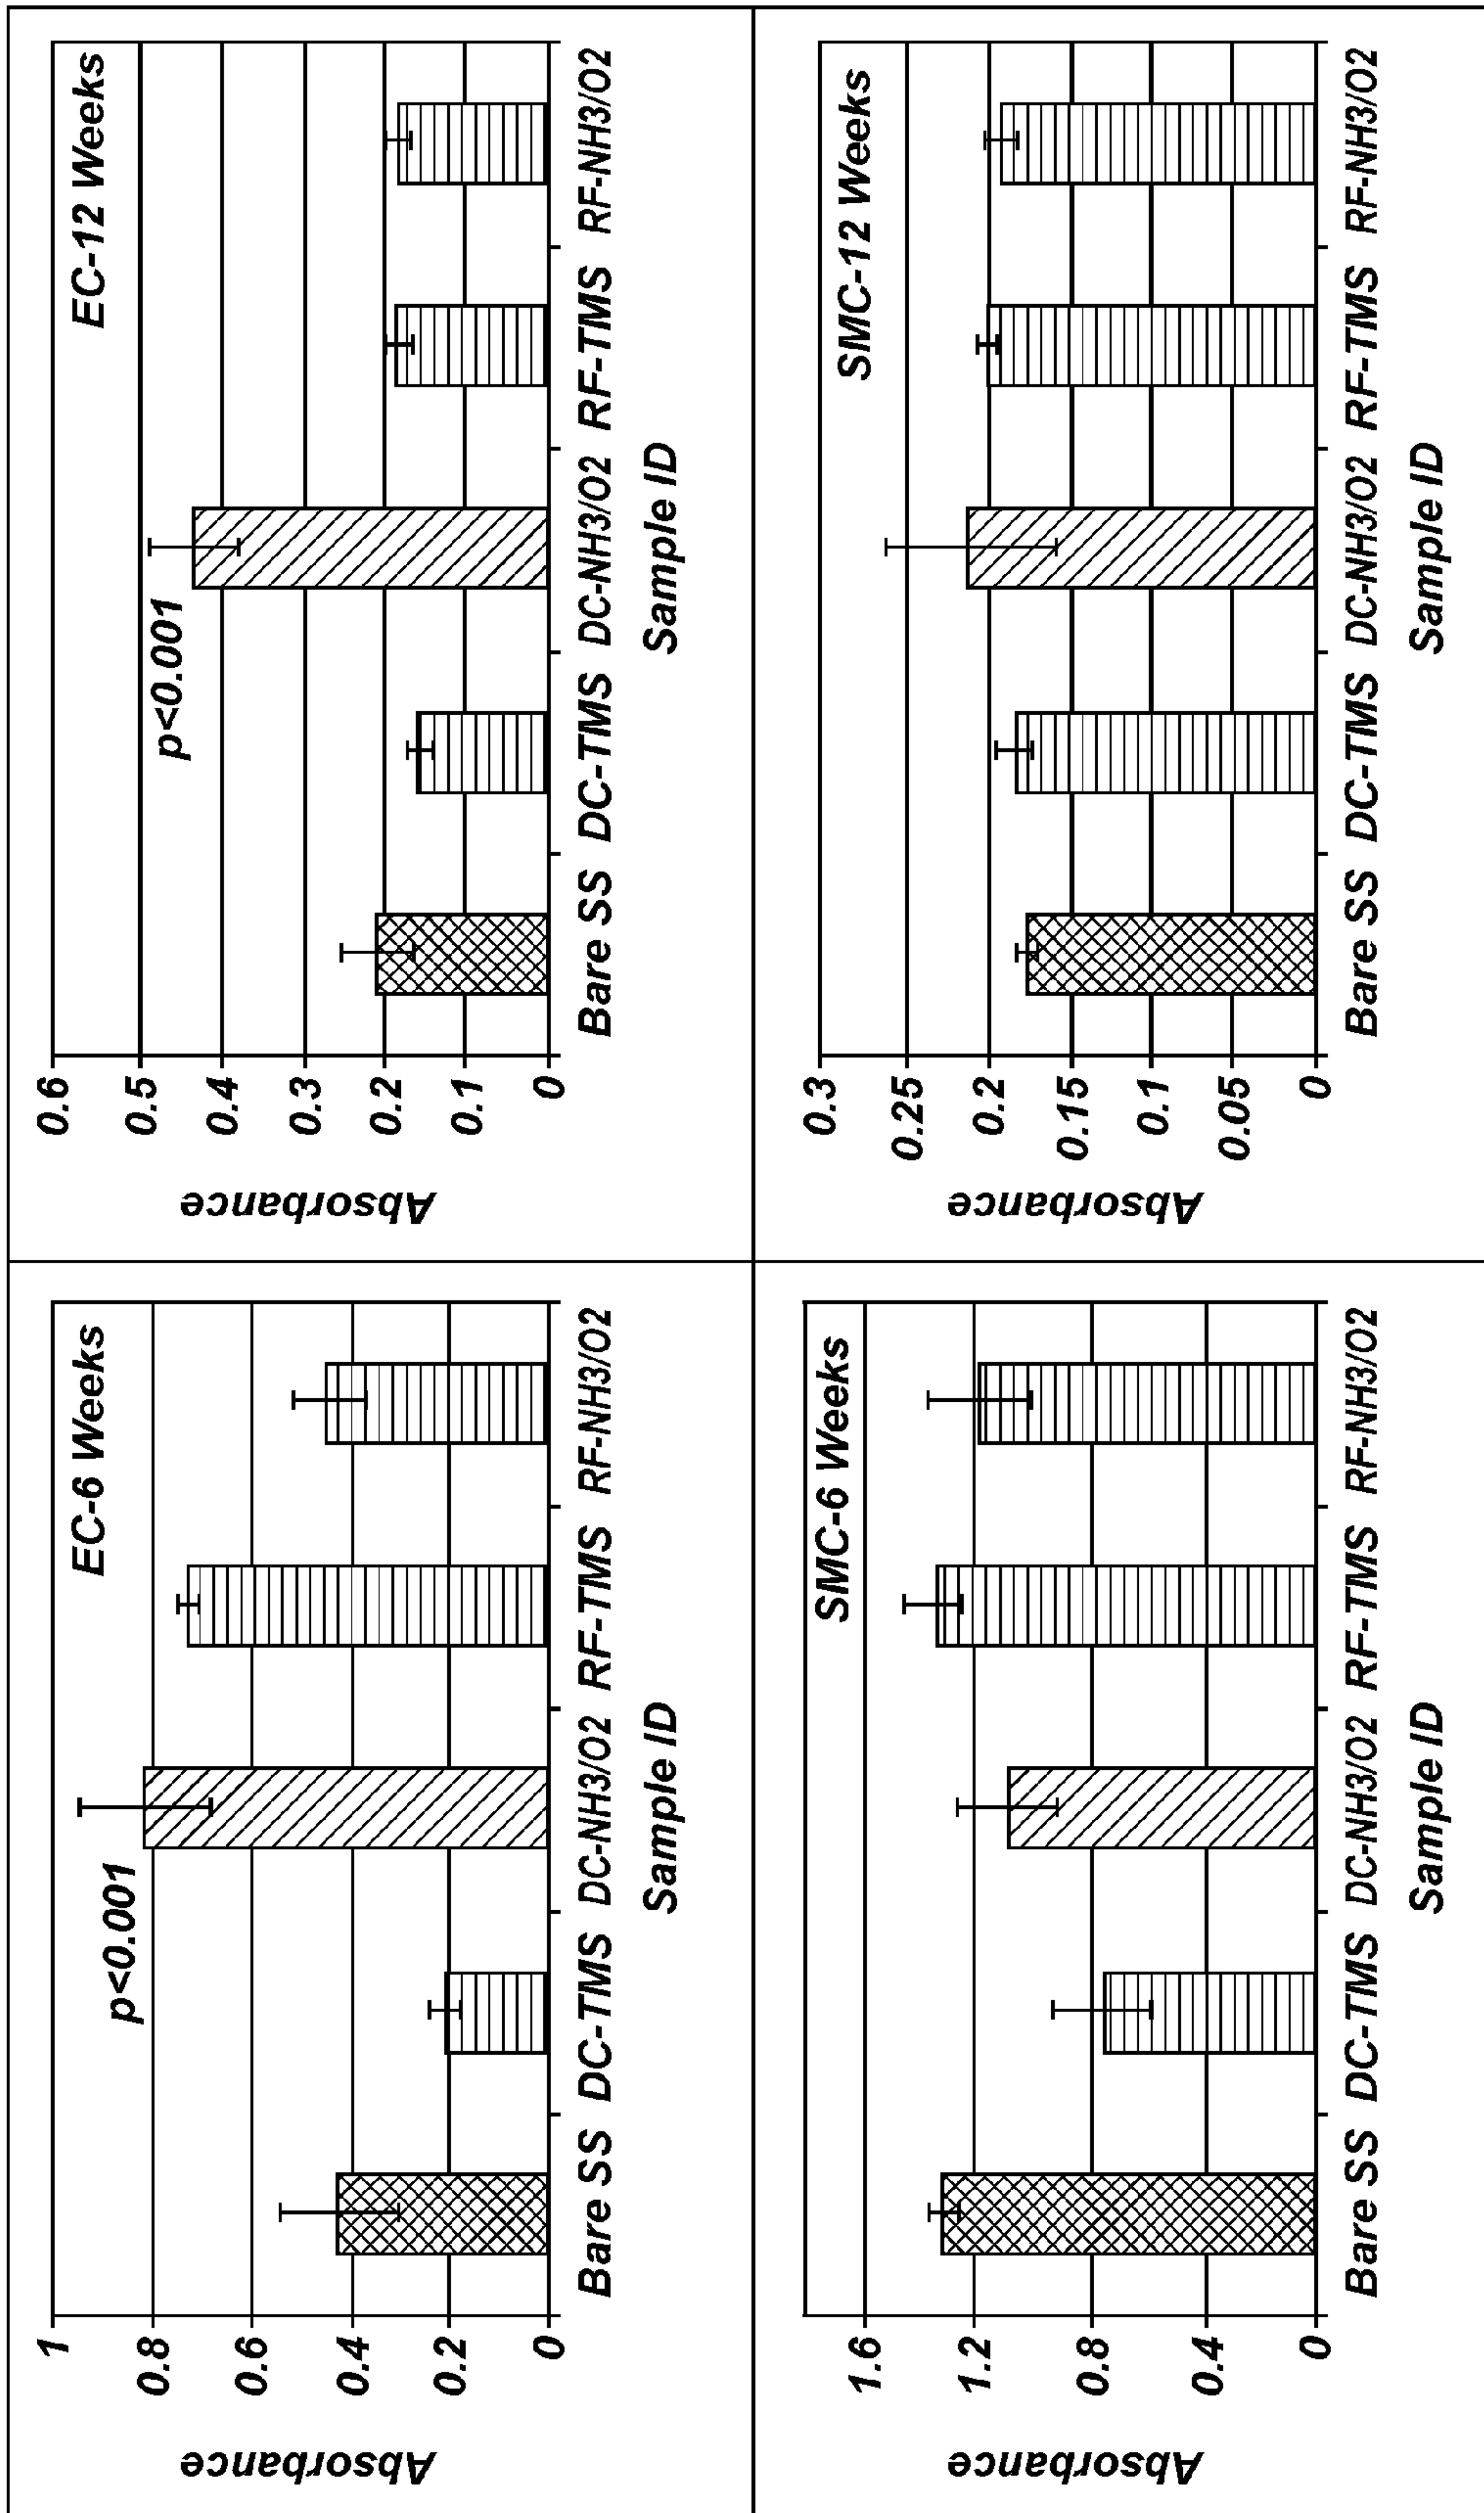 EC-6 Weeks
p<0.001
Absorbance
1
0.8
0.6
0.4
0.2
0
Bare SS DC-TMS DC-NH3/O2 RF-TMS RF-NH3/O2
Sample ID
EC-12 Weeks
p<0.001
Absorbance
0.6
0.5
0.4
0.3
0.2
0.1
0
Bare SS DC-TMS DC-NH3/O2 RF-TMS RF-NH3/O2
Sample ID
SMC-6 Weeks
Absorbance
1.6
1.2
0.8
0.4
0
Bare SS DC-TMS DC-NH3/O2 RF-TMS RF-NH3/O2
Sample ID
SMC-12 Weeks
Absorbance
0.3
0.25
0.2
0.15
0.1
0.05
0
Bare SS DC-TMS DC-NH3/O2 RF-TMS RF-NH3/O2
Sample ID